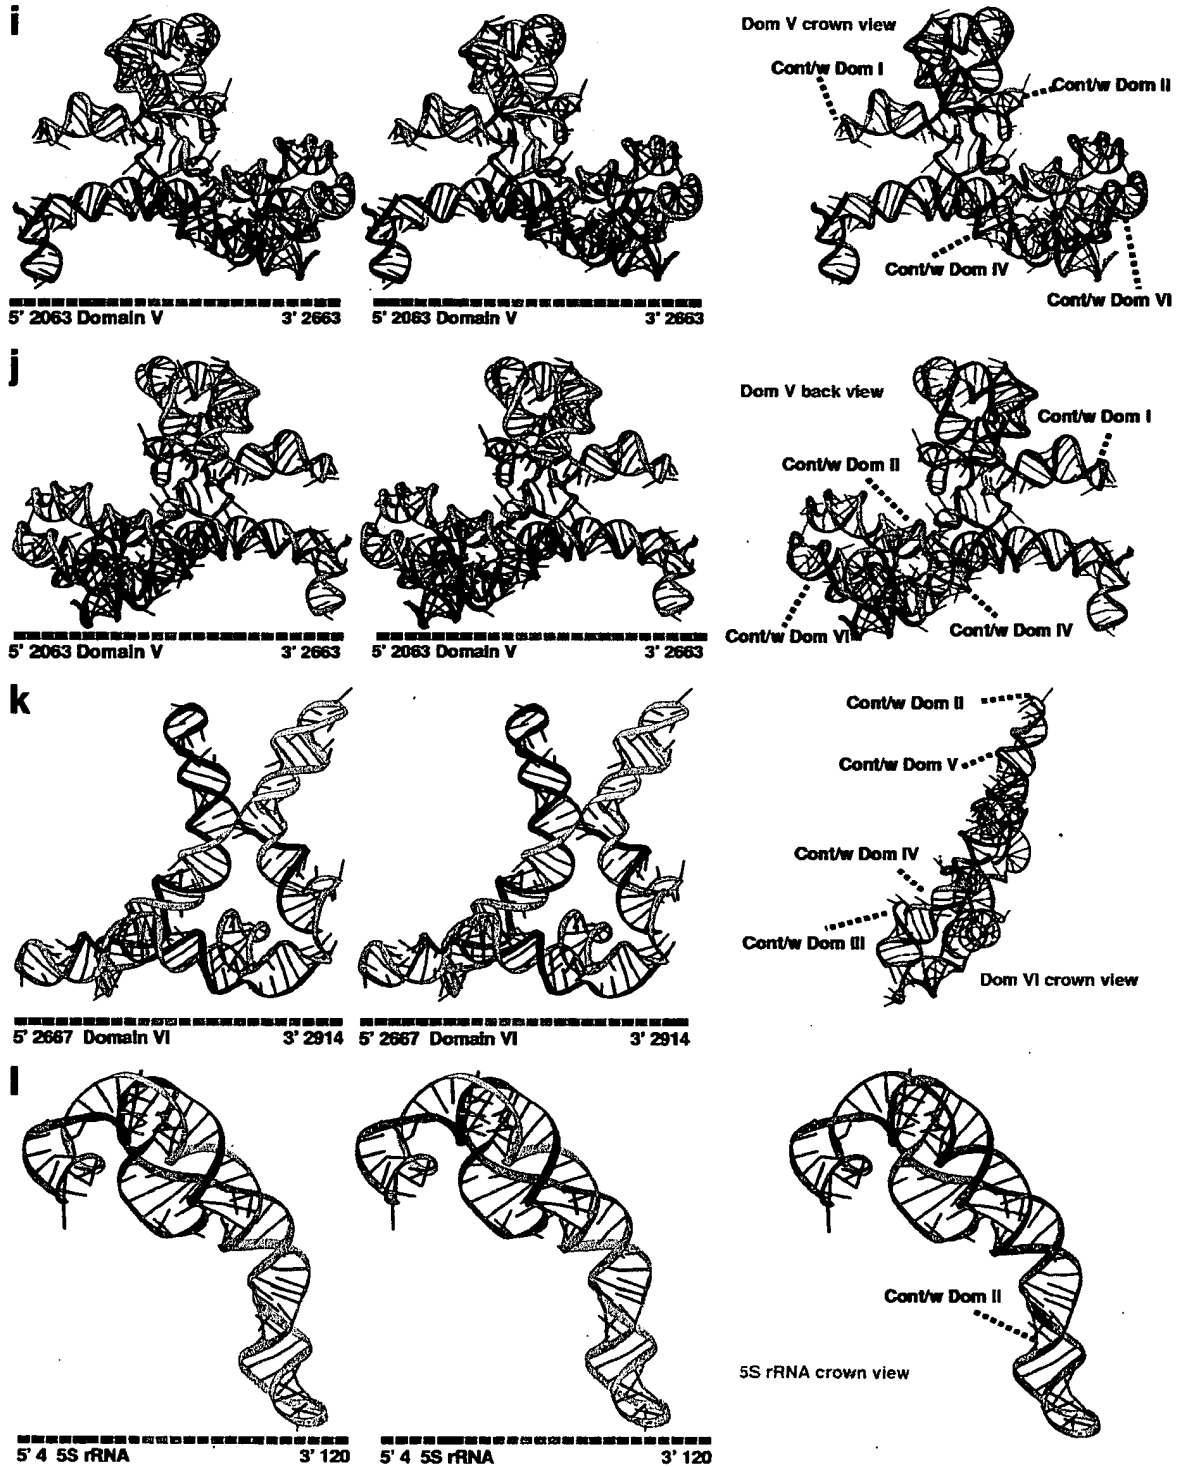 i
Dom V crown view
Cont/w Dom I
Cont/w Dom II
Cont/w Dom IV
Cont/w Dom VI
5' 2063 Domain V 3' 2663
5' 2063 Domain V 3' 2663
j
Dom V back view
Cont/w Dom I
Cont/w Dom II
Cont/w Dom VI
Cont/w Dom IV
5' 2063 Domain V 3' 2663
5' 2063 Domain V 3' 2663
k
Cont/w Dom II
Cont/w Dom V
Cont/w Dom IV
Cont/w Dom III
Dom VI crown view
5' 2667 Domain VI 3' 2914
5' 2667 Domain VI 3' 2914
l
Cont/w Dom II
5S rRNA crown view
5' 4 5S rRNA 3' 120
5' 4 5S rRNA 3' 120